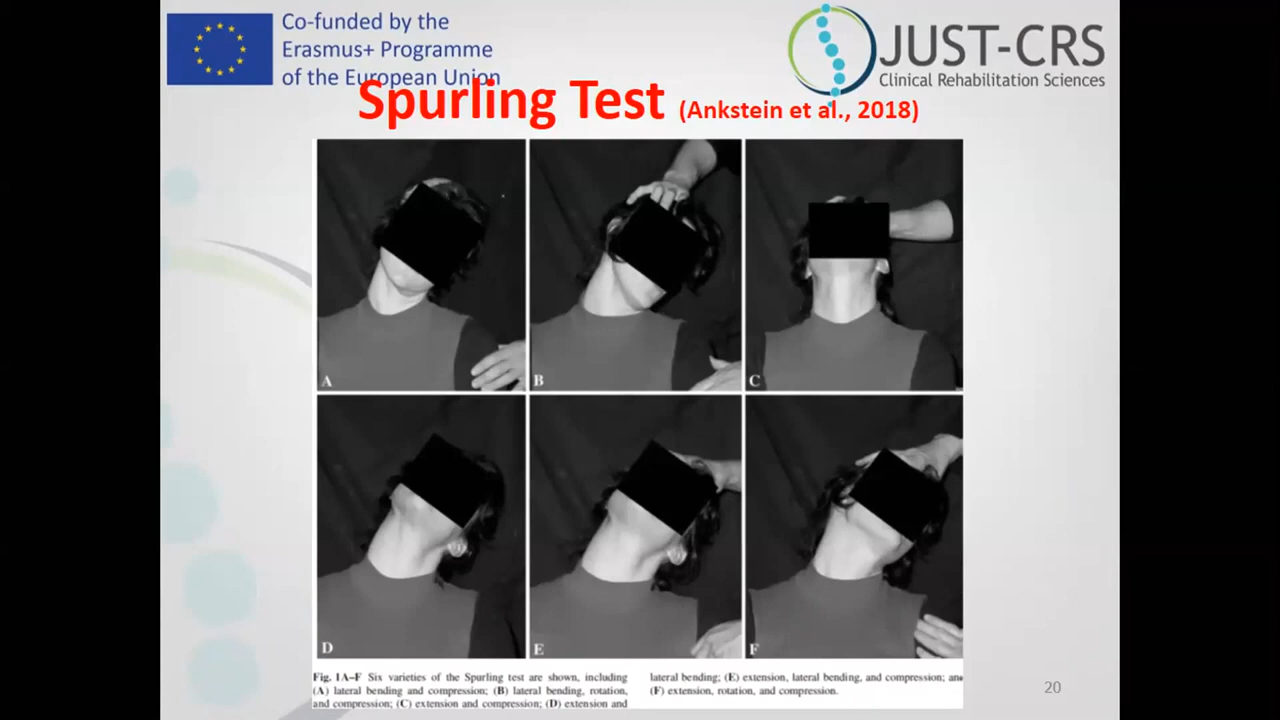 Co-funded by the
Erasmus+ Programme
of the European Union
JUST-CRS
Clinical Rehabilitation Sciences
Spurling Test (Ankstein et al., 2018)
A
B
C
D
E
F
Fig. 1A–F Six varieties of the Spurling test are shown, including
(A) lateral bending and compression; (B) lateral bending, rotation,
and compression; (C) extension and compression; (D) extension and
lateral bending; (E) extension, lateral bending, and compression; an
(F) extension, rotation, and compression.
20